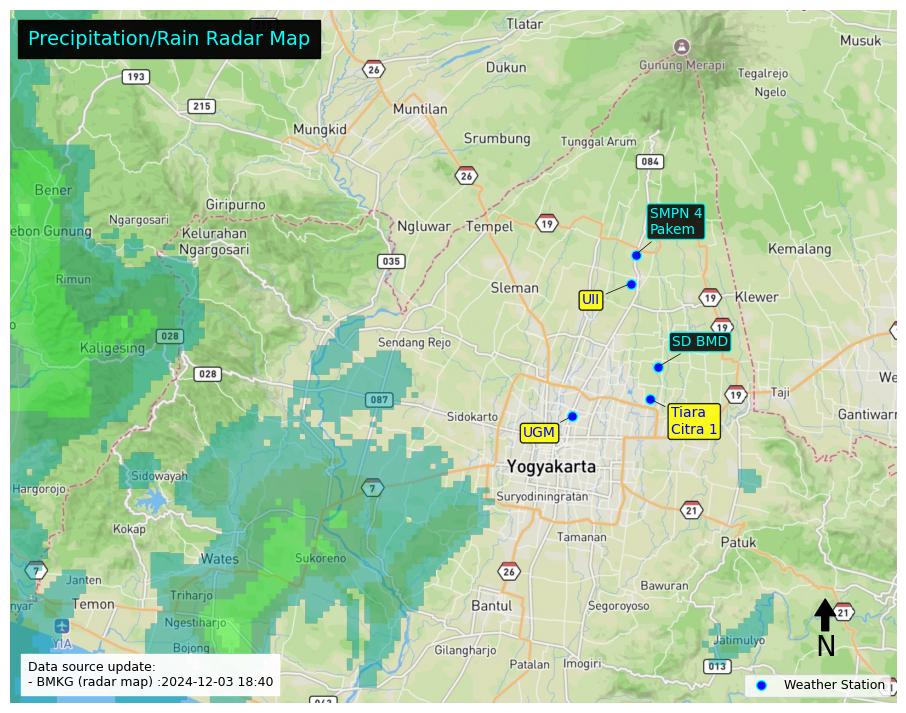 Precipitation/Rain Radar Map
Tlatar
Musuk
26
193
Dukun
Gunung Merapi
Tegalrejo
Ngelo
215
Muntilan
Mungkid
Srumbung
Tunggal Arum
084
26
Bener
Giripurno
SMPN 4
Pakem
Ngargosari
Kelurahan
Ngargosari
Ngluwar
Tempel
19
ebon Gunung
Kemalang
035
Rimun
Sleman
UII
19
Klewer
19
028
Sendang Rejo
SD BMD
Kaligesing
028
We
087
19
Taji
Sidokarto
Tiara
Citra 1
Gantiwarn
UGM
Yogyakarta
Sidowayah
Hargorojo
7
Suryodiningratan
21
Kokap
Tamanan
Patuk
Wates
Sukoreno
7
26
Janten
Bawuran
Temon
Triharjo
Bantul
Segoroyoso
21
nyar
Ngestiharjo
YIA
Jatimulyo
N
Bojong
Gilangharjo
Patalan
Imogiri
013
Data source update:
- BMKG (radar map) :2024-12-03 18:40
Weather Station